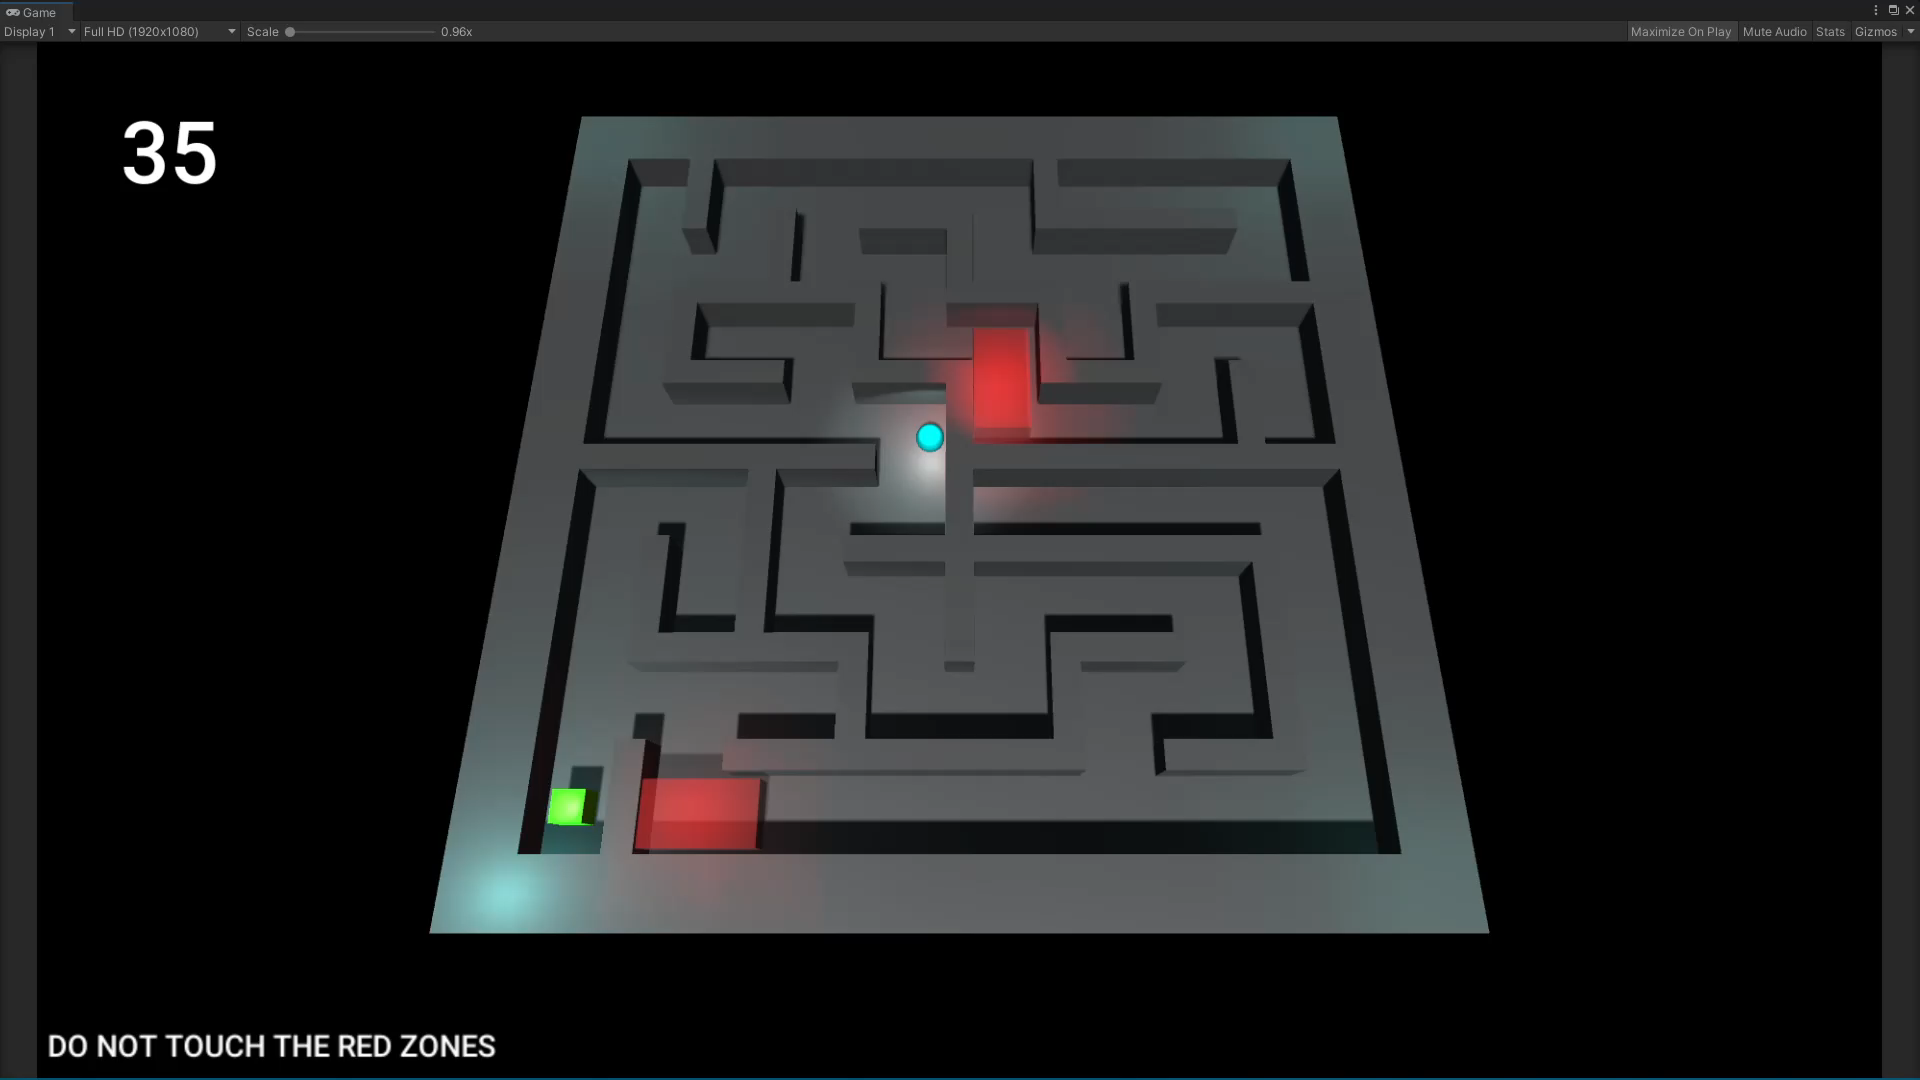 Game
Display 1 Full HD (1920x1080) Scale 0.96x Maximize On Play Mute Audio Stats Gizmos
35
DO NOT TOUCH THE RED ZONES